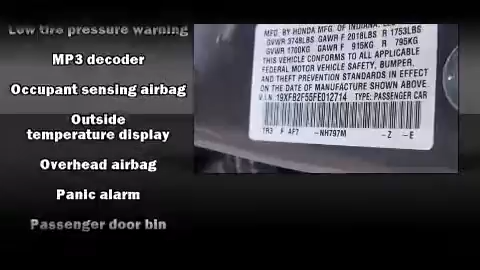 Low tire pressure warning
MP3 decoder
Occupant sensing airbag
Outside
temperature display
Overhead airbag
Panic alarm
Passenger door bin
MFG. BY HONDA MFG. OF INDIANA, LLC
GVWR 3748LBS GAWR F 2018LBS R 1753LBS
GVWR 1700KG GAWR F 915KG R 795KG
THIS VEHICLE CONFORMS TO ALL APPLICABLE
FEDERAL MOTOR VEHICLE SAFETY, BUMPER,
AND THEFT PREVENTION STANDARDS IN EFFECT
ON THE DATE OF MANUFACTURE SHOWN ABOVE.
V.I.N. 19XFB2F55FE012714 TYPE: PASSENGER CAR
TR3 F AF7 -NH797M -Z -E